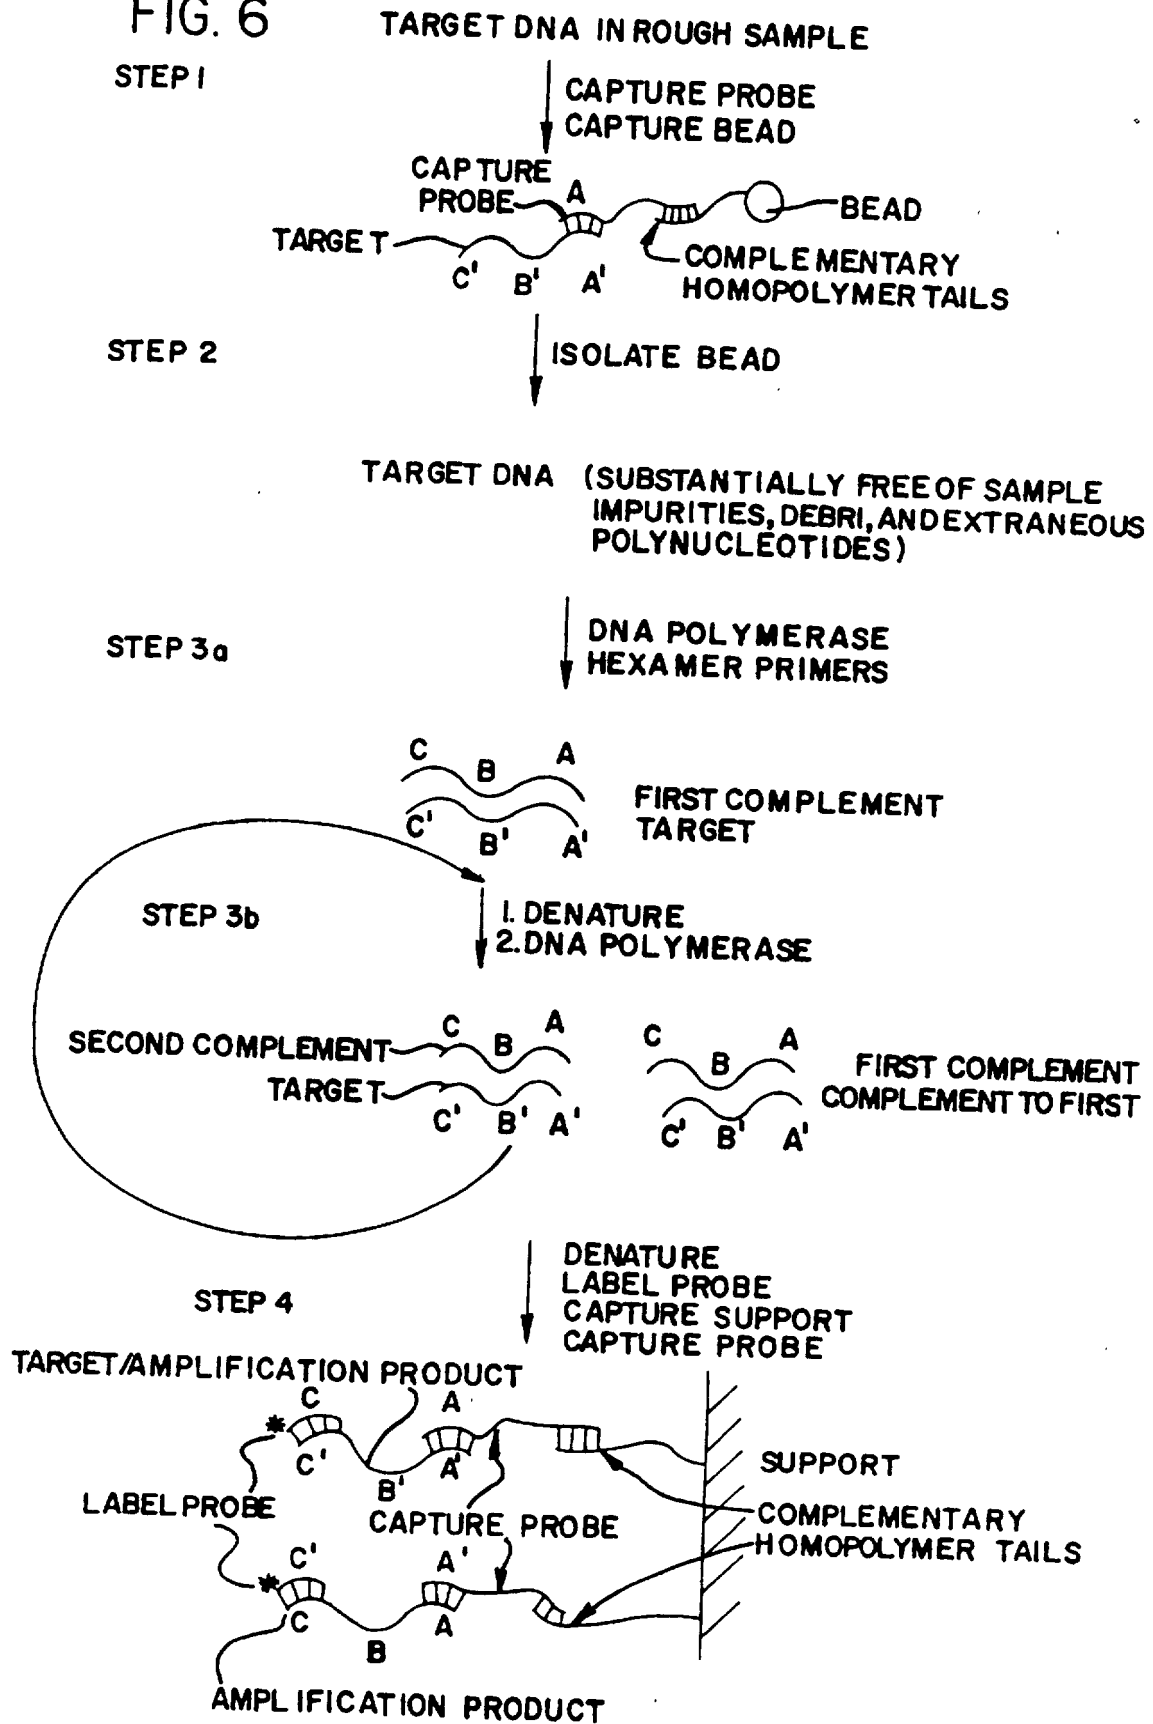 FIG. 6
TARGET DNA IN ROUGH SAMPLE
STEP 1
CAPTURE PROBE
CAPTURE BEAD
CAPTURE
PROBE
A
BEAD
TARGET
C' B' A'
COMPLEMENTARY
HOMOPOLYMER TAILS
STEP 2
ISOLATE BEAD
TARGET DNA (SUBSTANTIALLY FREE OF SAMPLE
IMPURITIES, DEBRI, AND EXTRANEOUS
POLYNUCLEOTIDES)
STEP 3a
DNA POLYMERASE
HEXAMER PRIMERS
C B A
C' B' A'
FIRST COMPLEMENT
TARGET
STEP 3b
1. DENATURE
2. DNA POLYMERASE
C B A
SECOND COMPLEMENT
TARGET
C' B' A'
C B A
FIRST COMPLEMENT
COMPLEMENT TO FIRST
C' B' A'
STEP 4
DENATURE
LABEL PROBE
CAPTURE SUPPORT
CAPTURE PROBE
TARGET/AMPLIFICATION PRODUCT
C A
*
C' B' A'
SUPPORT
LABEL PROBE
CAPTURE PROBE
COMPLEMENTARY
HOMOPOLYMER TAILS
C' A'
*
C B A
AMPLIFICATION PRODUCT